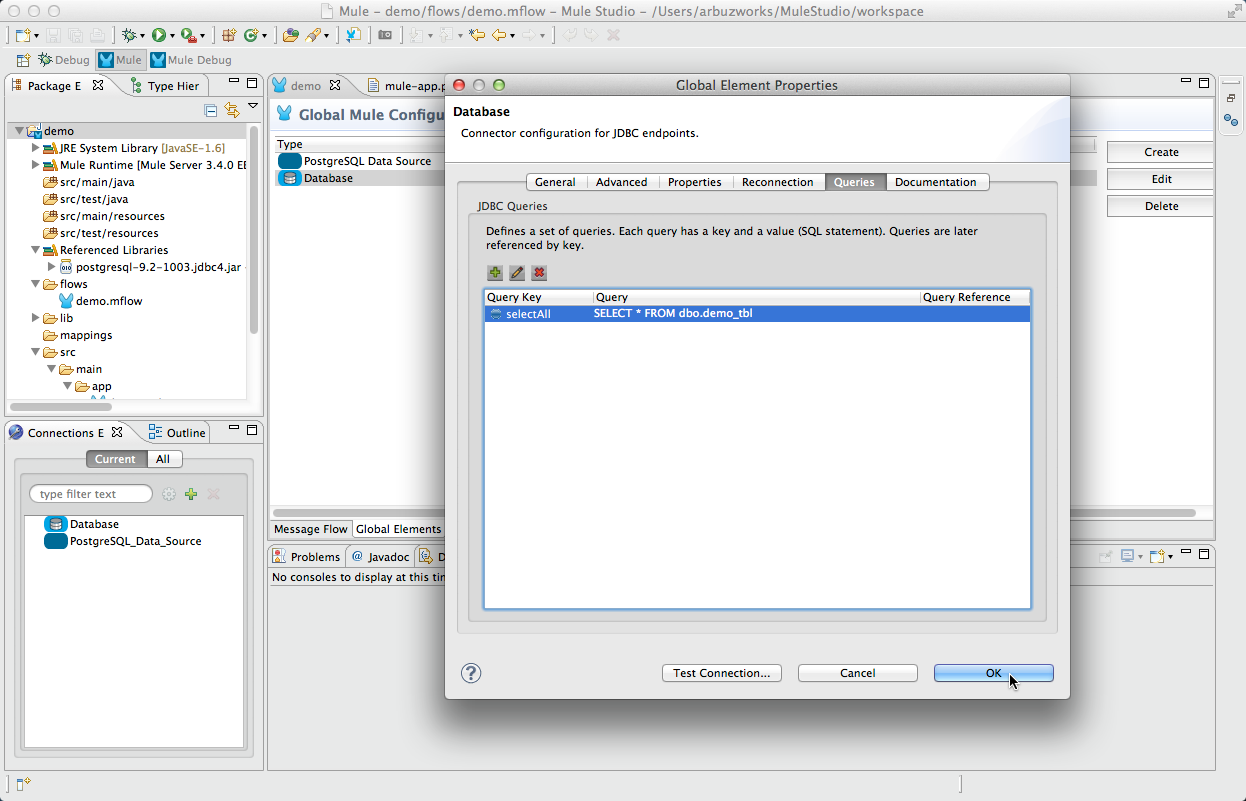 Mule – demo/flows/demo.mflow – Mule Studio – /Users/arbuzworks/MuleStudio/workspace
Debug Mule Mule Debug
Package E Type Hier
demo
JRE System Library [JavaSE-1.6]
Mule Runtime [Mule Server 3.4.0 EE
src/main/java
src/test/java
src/main/resources
src/test/resources
Referenced Libraries
postgresql-9.2-1003.jdbc4.jar -
flows
demo.mflow
lib
mappings
src
main
app
Connections E Outline
Current All
type filter text
Database
PostgreSQL_Data_Source
demo mule-app.p
Global Mule Configu
Type
PostgreSQL Data Source
Database
Create
Edit
Delete
Message Flow Global Elements
Problems @ Javadoc D
No consoles to display at this tim
Global Element Properties
Database
Connector configuration for JDBC endpoints.
General Advanced Properties Reconnection Queries Documentation
JDBC Queries
Defines a set of queries. Each query has a key and a value (SQL statement). Queries are later
referenced by key.
Query Key Query Query Reference
selectAll SELECT * FROM dbo.demo_tbl
? Test Connection... Cancel OK